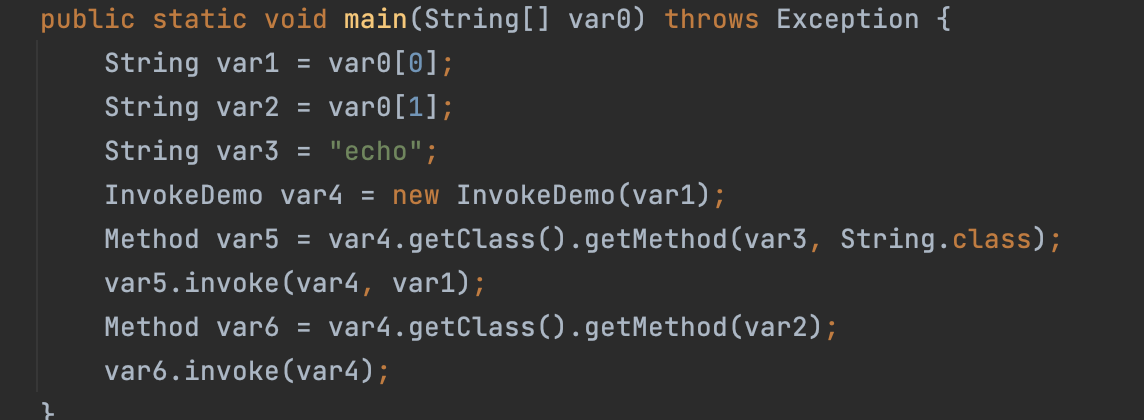 public static void main(String[] var0) throws Exception {
String var1 = var0[0];
String var2 = var0[1];
String var3 = "echo";
InvokeDemo var4 = new InvokeDemo(var1);
Method var5 = var4.getClass().getMethod(var3, String.class);
var5.invoke(var4, var1);
Method var6 = var4.getClass().getMethod(var2);
var6.invoke(var4);
}